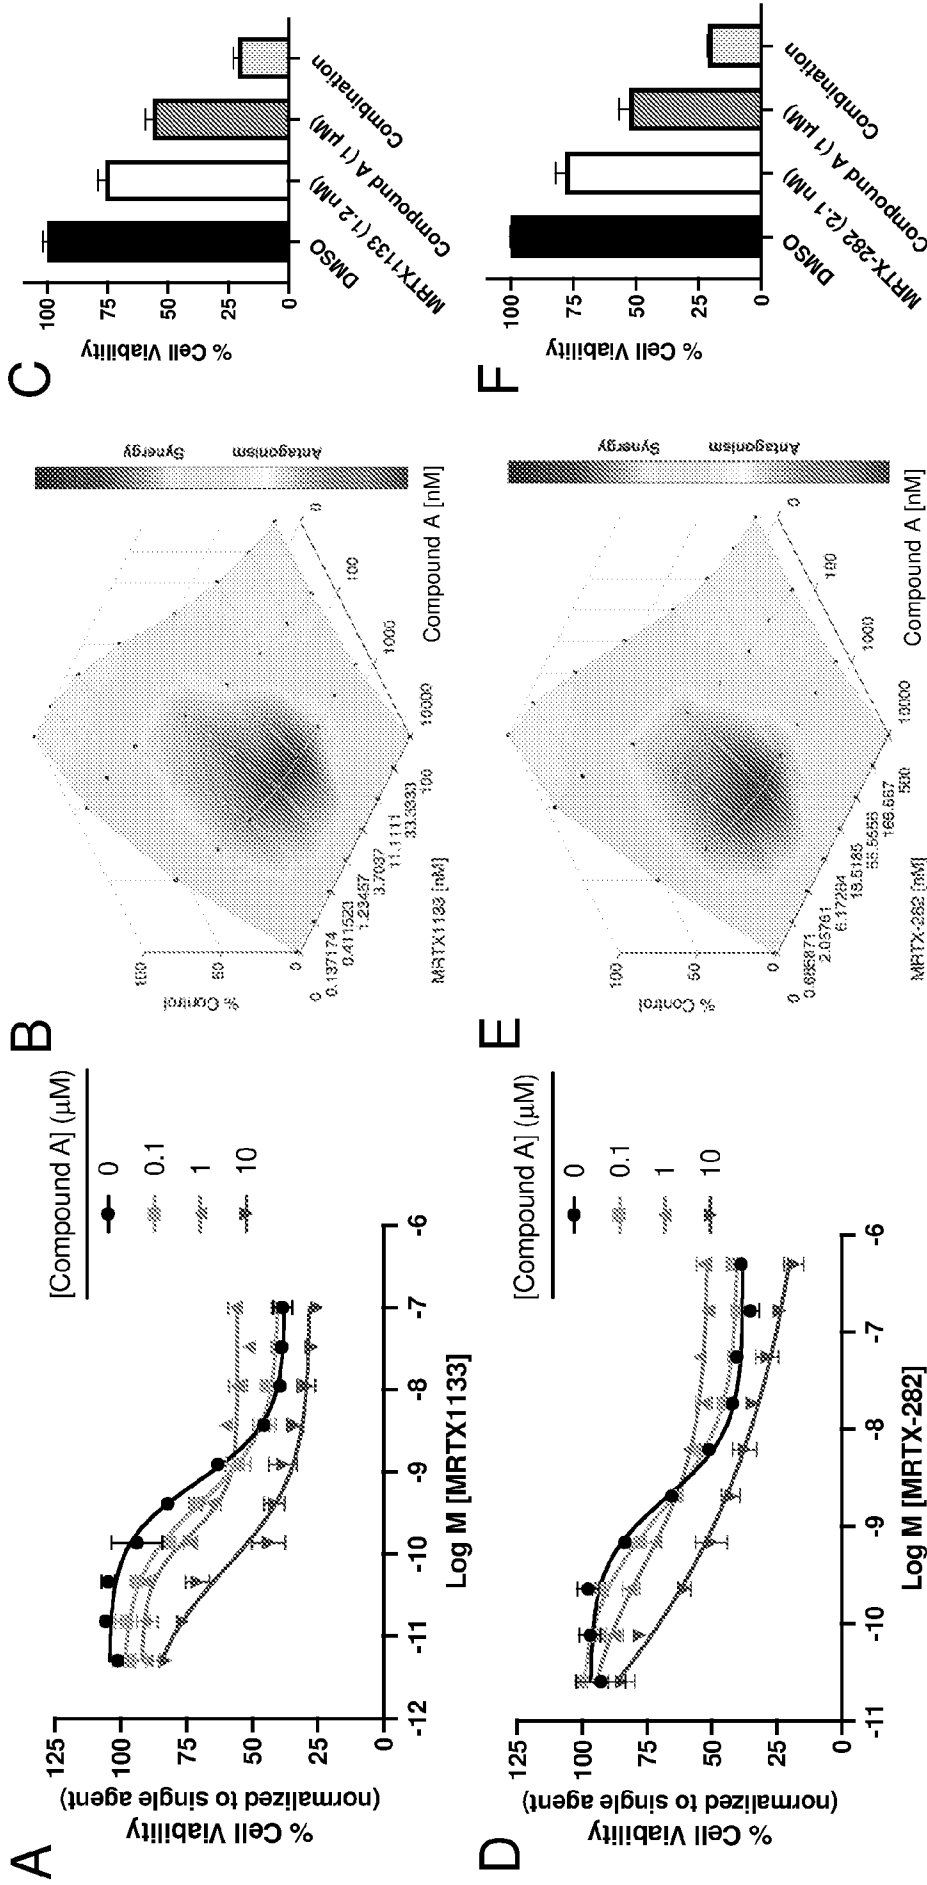 A
% Cell Viability
(normalized to single agent)
125
100
75
50
25
0
-12
-11
-10
-9
-8
-7
-6
Log M [MRTX1133]
[Compound A] (μM)
0
0.1
1
10
B
% Control
100
50
0
0
0.137174
0.411523
1.23457
3.7037
11.1111
33.3333
100
MRTX1133 [nM]
10000
1000
100
0
Compound A [nM]
Synergy
Antagonism
C
% Cell Viability
100
75
50
25
0
DMSO
MRTX1133 (1.2 nM)
Compound A (1 μM)
Combination
D
% Cell Viability
(normalized to single agent)
125
100
75
50
25
0
-11
-10
-9
-8
-7
-6
Log M [MRTX-282]
[Compound A] (μM)
0
0.1
1
10
E
% Control
100
50
0
0
0.685871
2.05761
6.17284
18.5185
55.5556
166.667
500
MRTX-282 [nM]
10000
1000
100
0
Compound A [nM]
Synergy
Antagonism
F
% Cell Viability
100
75
50
25
0
DMSO
MRTX-282 (2.1 nM)
Compound A (1 μM)
Combination